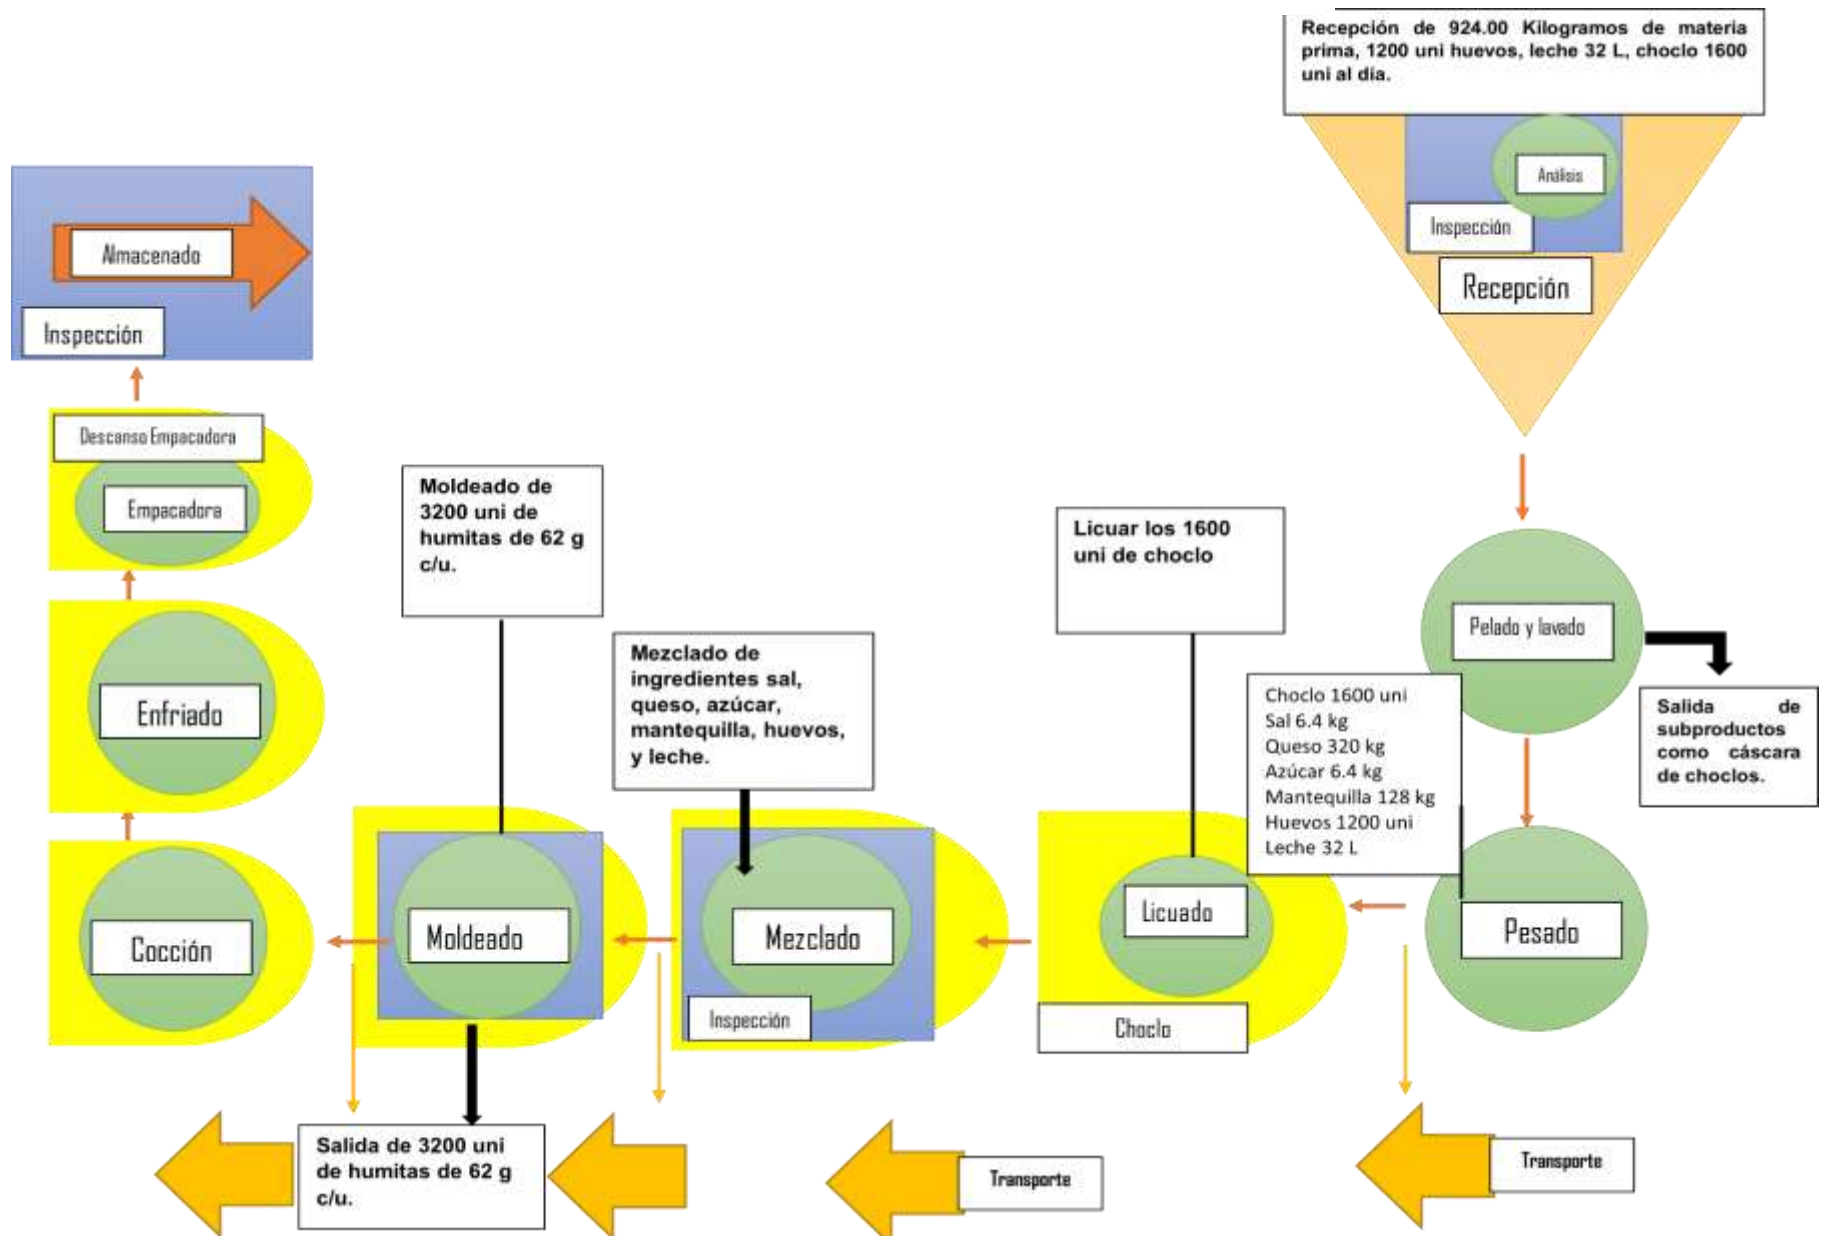 Recepción de 924.00 Kilogramos de materia
prima, 1200 uni huevos, leche 32 L, choclo 1600
uni al día.
Análisis
Inspección
Recepción
Almacenado
Inspección
Descanso Empacadora
Empacadora
Moldeado de
3200 uni de
humitas de 62 g
c/u.
Licuar los 1600
uni de choclo
Pelado y lavado
Mezclado de
ingredientes sal,
queso, azúcar,
mantequilla, huevos,
y leche.
Choclo 1600 uni
Sal 6.4 kg
Queso 320 kg
Azúcar 6.4 kg
Mantequilla 128 kg
Huevos 1200 uni
Leche 32 L
Salida de
subproductos
como cáscara
de choclos.
Enfriado
Cocción
Moldeado
Mezclado
Inspección
Licuado
Choclo
Pesado
Salida de 3200 uni
de humitas de 62 g
c/u.
Transporte
Transporte